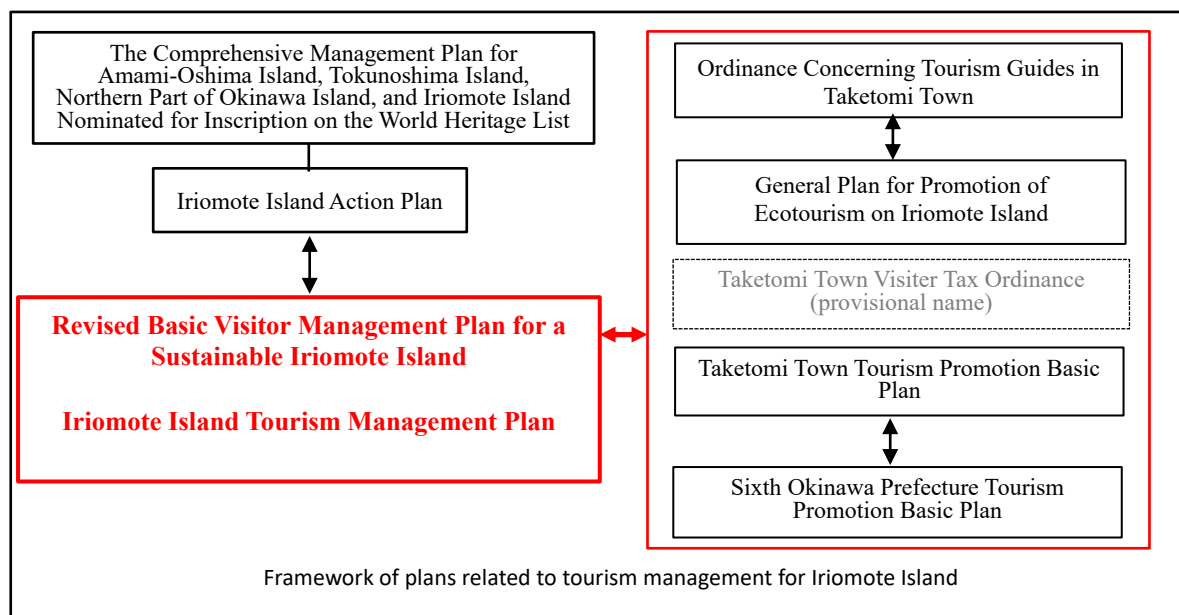 The Comprehensive Management Plan for
Amami-Oshima Island, Tokunoshima Island,
Northern Part of Okinawa Island, and Iriomote Island
Nominated for Inscription on the World Heritage List
Iriomote Island Action Plan
Revised Basic Visitor Management Plan for a
Sustainable Iriomote Island
Iriomote Island Tourism Management Plan
Ordinance Concerning Tourism Guides in
Taketomi Town
General Plan for Promotion of
Ecotourism on Iriomote Island
Taketomi Town Visiter Tax Ordinance
(provisional name)
Taketomi Town Tourism Promotion Basic
Plan
Sixth Okinawa Prefecture Tourism
Promotion Basic Plan
Framework of plans related to tourism management for Iriomote Island